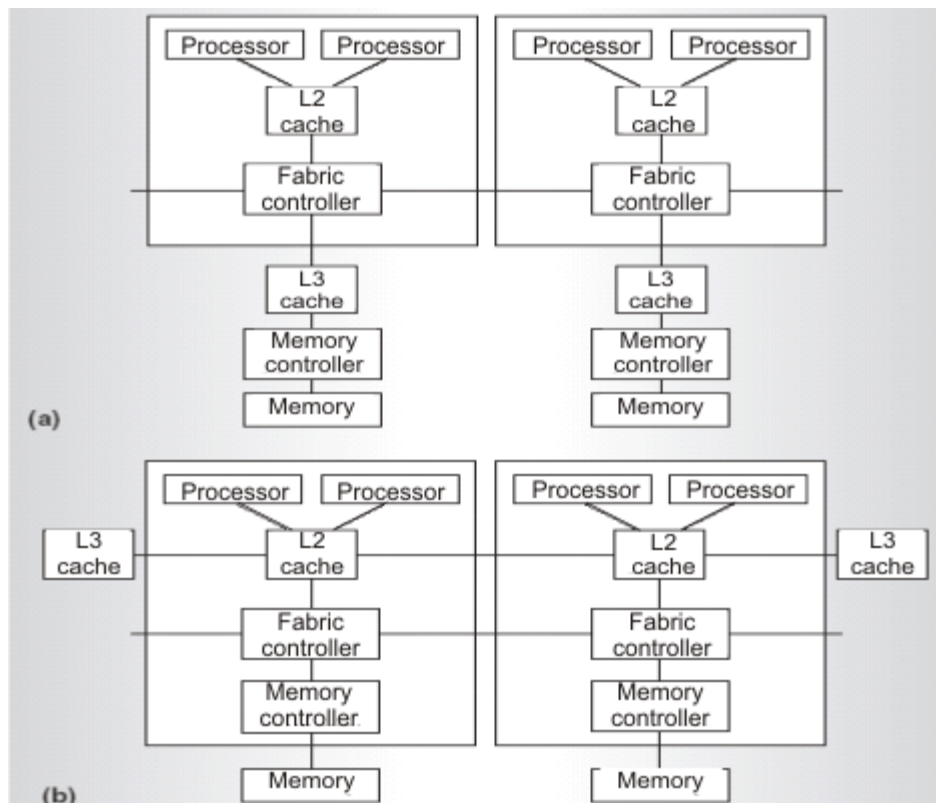 Processor Processor Processor Processor
L2 L2
cache cache
Fabric Fabric
controller controller
L3 L3
cache cache
Memory Memory
controller controller
Memory Memory
(a)
Processor Processor Processor Processor
L3 L2 L2 L3
cache cache cache cache
Fabric Fabric
controller controller
Memory Memory
controller controller
Memory Memory
(b)